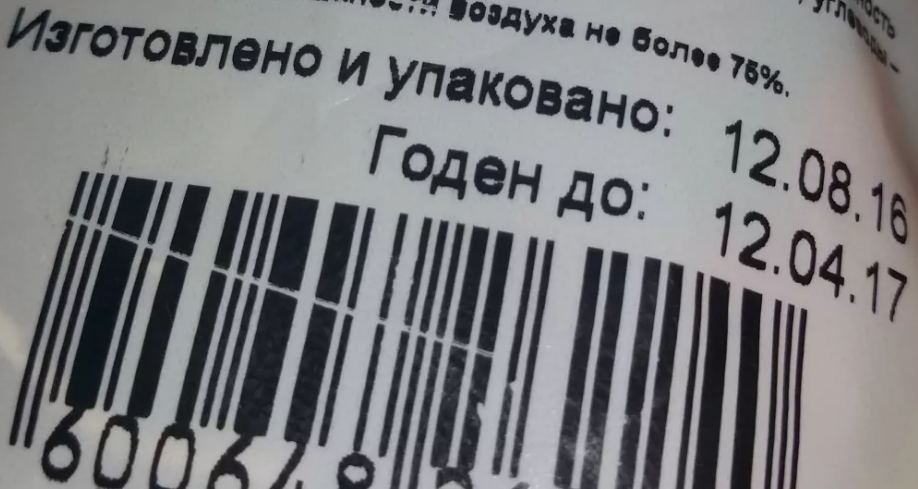 воздуха не более 75%.
Изготовлено и упаковано: 12.08.16
Годен до: 12.04.17